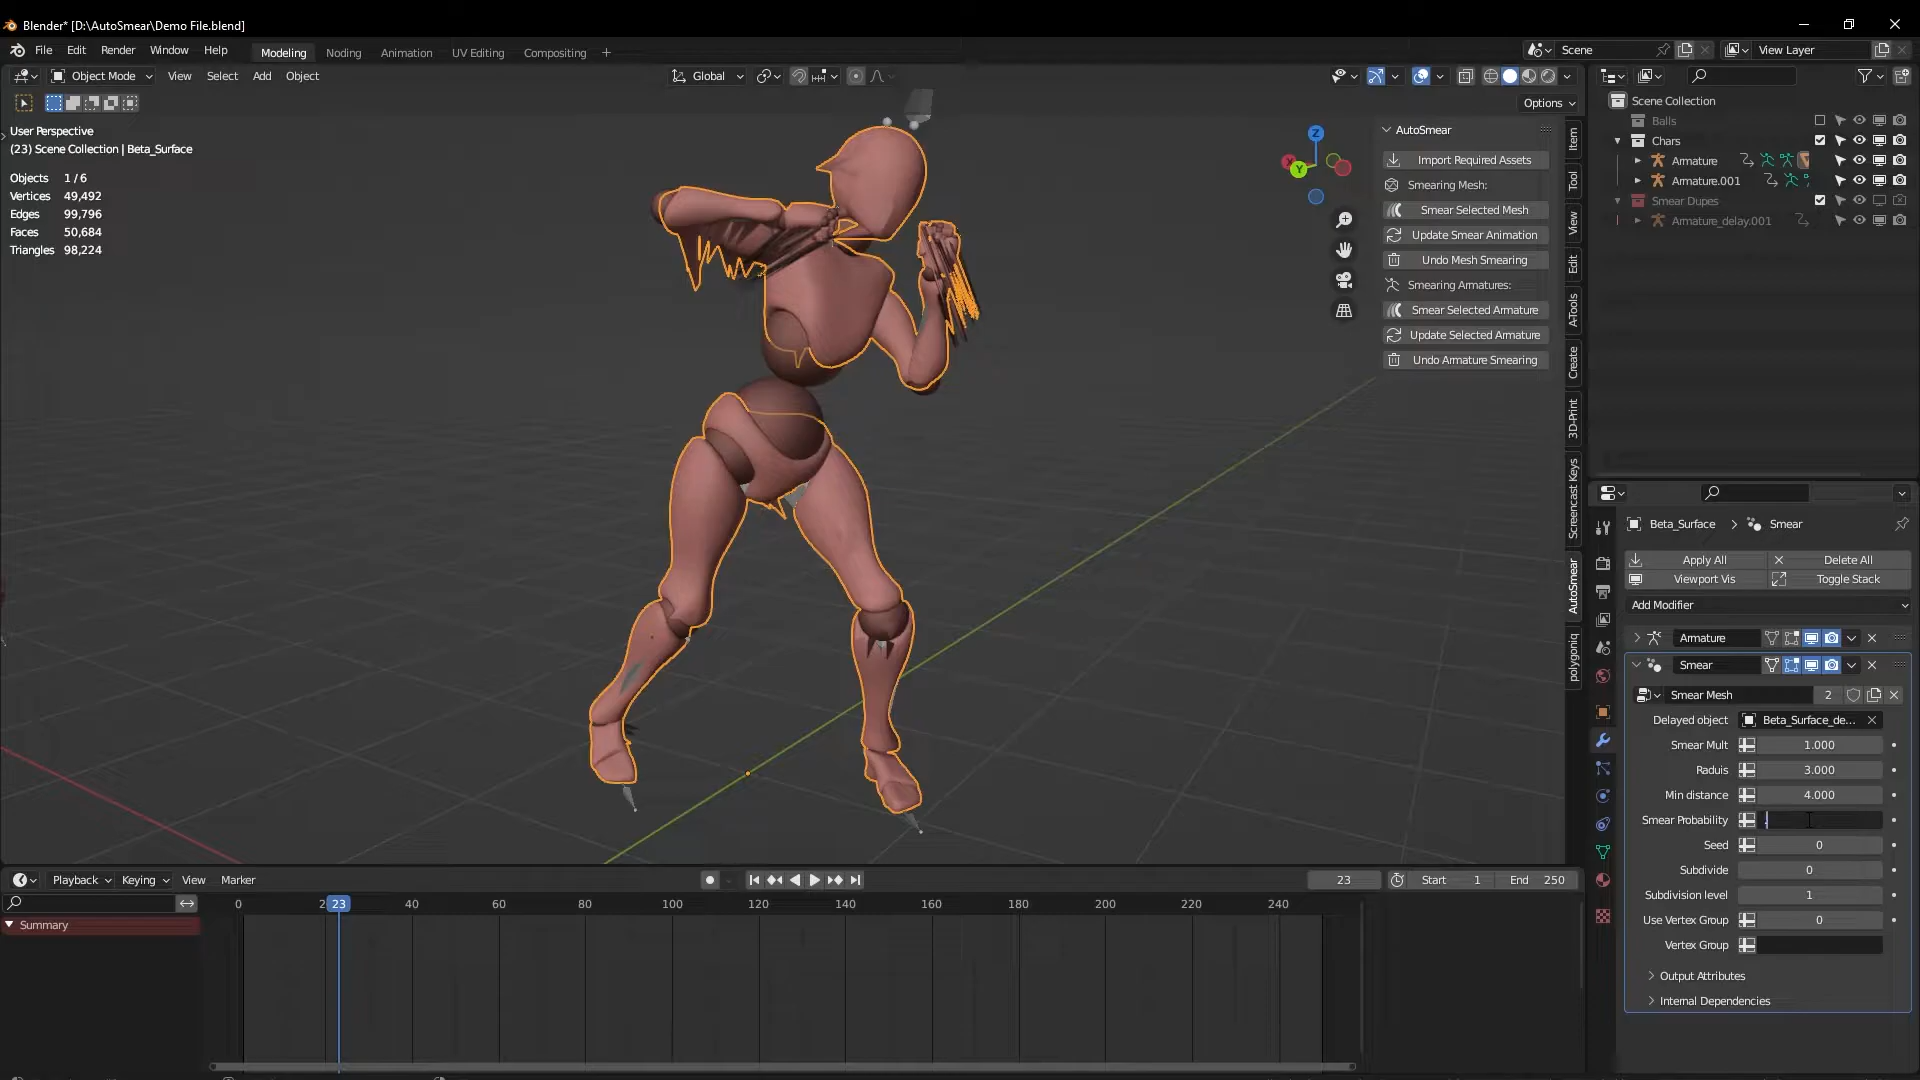 Blender* [D:\AutoSmear\Demo File.blend]
File Edit Render Window Help
Modeling Noding Animation UV Editing Compositing +
Scene
View Layer
Object Mode View Select Add Object
Global
Options
User Perspective
(23) Scene Collection | Beta_Surface
Objects 1 / 6
Vertices 49,492
Edges 99,796
Faces 50,684
Triangles 98,224
Z
Y
AutoSmear
Import Required Assets
Smearing Mesh:
Smear Selected Mesh
Update Smear Animation
Undo Mesh Smearing
Smearing Armatures:
Smear Selected Armature
Update Selected Armature
Undo Armature Smearing
Item
Tool
View
Edit
A-Tools
Create
3D-Print
Screencast Keys
AutoSmear
polygoniq
Scene Collection
Balls
Chars
Armature
Armature.001
Smear Dupes
Armature_delay.001
Beta_Surface > Smear
Apply All Delete All
Viewport Vis Toggle Stack
Add Modifier
Armature
Smear
Smear Mesh 2
Delayed object Beta_Surface_de...
Smear Mult 1.000
Raduis 3.000
Min distance 4.000
Smear Probability .
Seed 0
Subdivide 0
Subdivision level 1
Use Vertex Group 0
Vertex Group
Output Attributes
Internal Dependencies
Playback Keying View Marker
23 Start 1 End 250
0 2 23 40 60 80 100 120 140 160 180 200 220 240
Summary